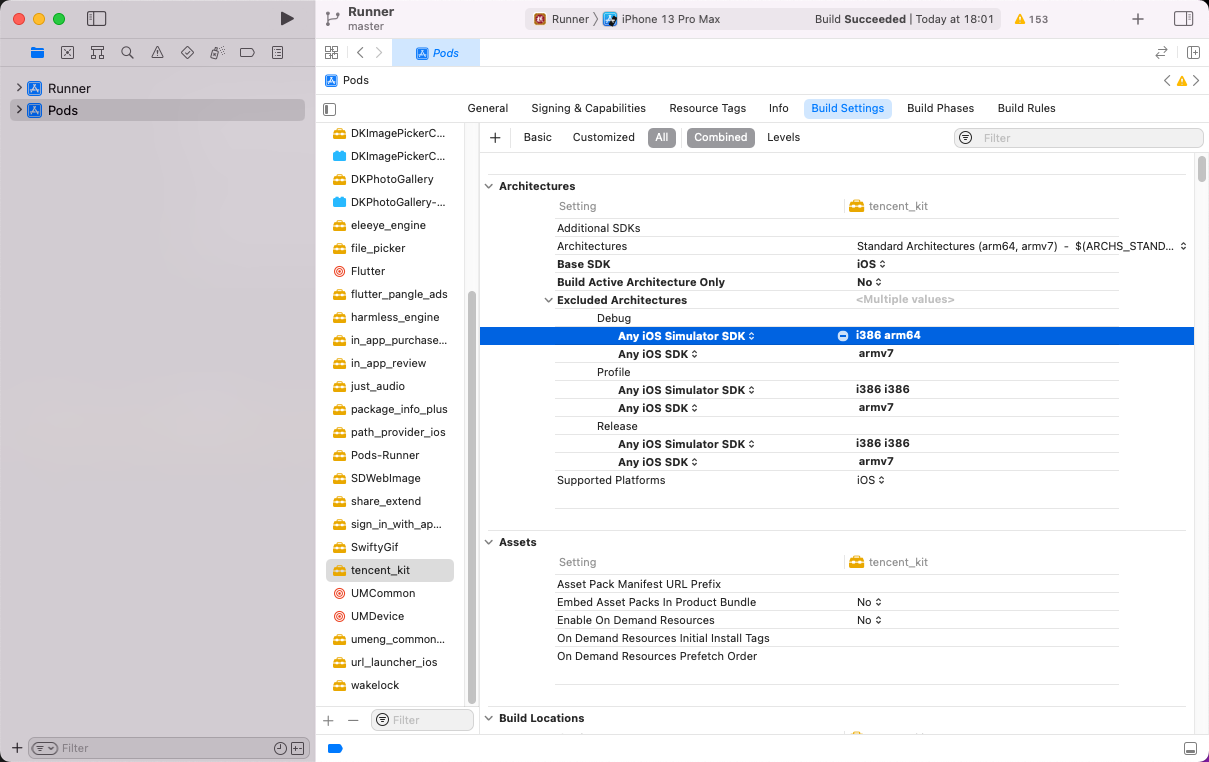 Runner
master
Runner
iPhone 13 Pro Max
Build Succeeded | Today at 18:01
153
Pods
Runner
Pods
Pods
General
Signing & Capabilities
Resource Tags
Info
Build Settings
Build Phases
Build Rules
Basic
Customized
All
Combined
Levels
Filter
DKImagePickerC...
DKImagePickerC...
DKPhotoGallery
DKPhotoGallery-...
eleeye_engine
file_picker
Flutter
flutter_pangle_ads
harmless_engine
in_app_purchase...
in_app_review
just_audio
package_info_plus
path_provider_ios
Pods-Runner
SDWebImage
share_extend
sign_in_with_ap...
SwiftyGif
tencent_kit
UMCommon
UMDevice
umeng_common...
url_launcher_ios
wakelock
Filter
Filter
Architectures
Setting tencent_kit
Additional SDKs
Architectures Standard Architectures (arm64, armv7) - $(ARCHS_STAND...
Base SDK iOS
Build Active Architecture Only No
Excluded Architectures <Multiple values>
Debug
Any iOS Simulator SDK i386 arm64
Any iOS SDK armv7
Profile
Any iOS Simulator SDK i386 i386
Any iOS SDK armv7
Release
Any iOS Simulator SDK i386 i386
Any iOS SDK armv7
Supported Platforms iOS
Assets
Setting tencent_kit
Asset Pack Manifest URL Prefix
Embed Asset Packs In Product Bundle No
Enable On Demand Resources No
On Demand Resources Initial Install Tags
On Demand Resources Prefetch Order
Build Locations